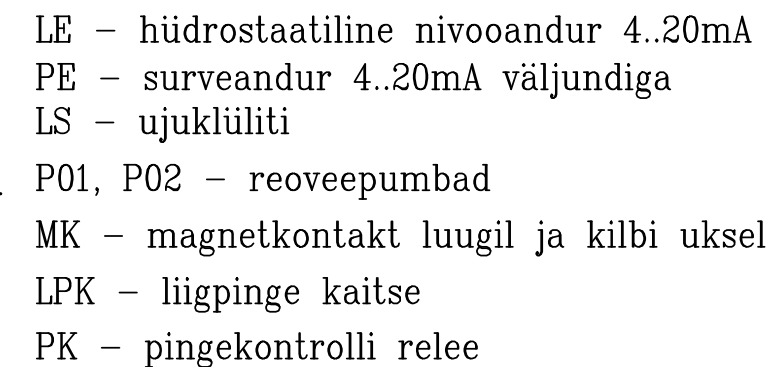 LE – hüdrostaatiline nivooandur 4..20mA
PE – surveandur 4..20mA väljundiga
LS – ujuklüliti
P01, P02 – reoveepumbad
MK – magnetkontakt luugil ja kilbi uksel
LPK – liigpinge kaitse
PK – pingekontrolli relee